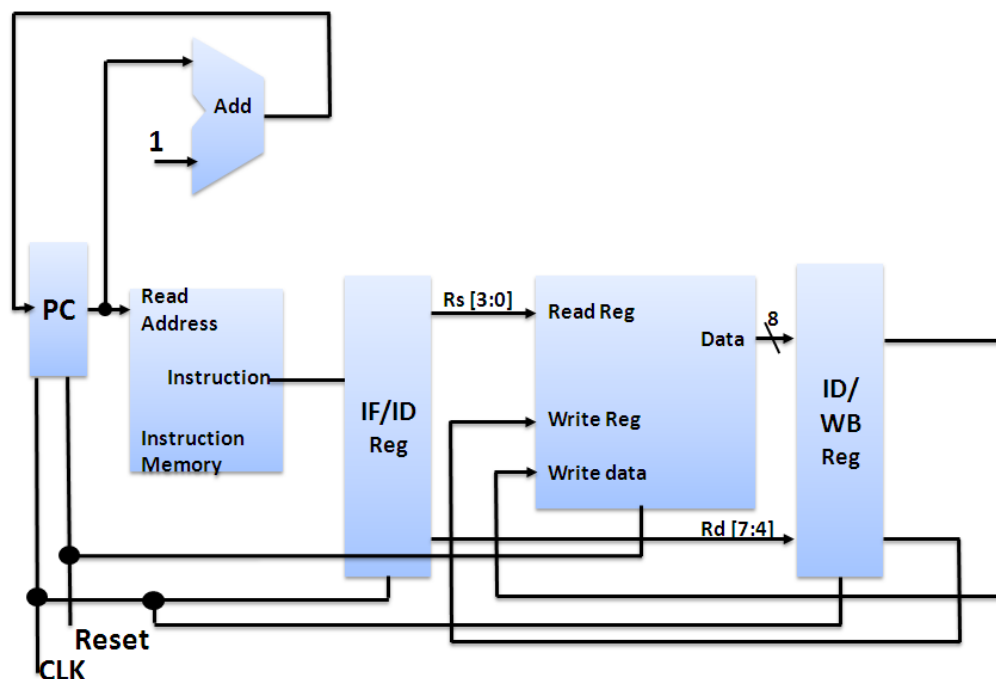 Add
1
PC
Read
Address
Instruction
Instruction
Memory
IF/ID
Reg
Rs [3:0]
Read Reg
Data
8
Write Reg
Write data
Rd [7:4]
ID/
WB
Reg
Reset
CLK